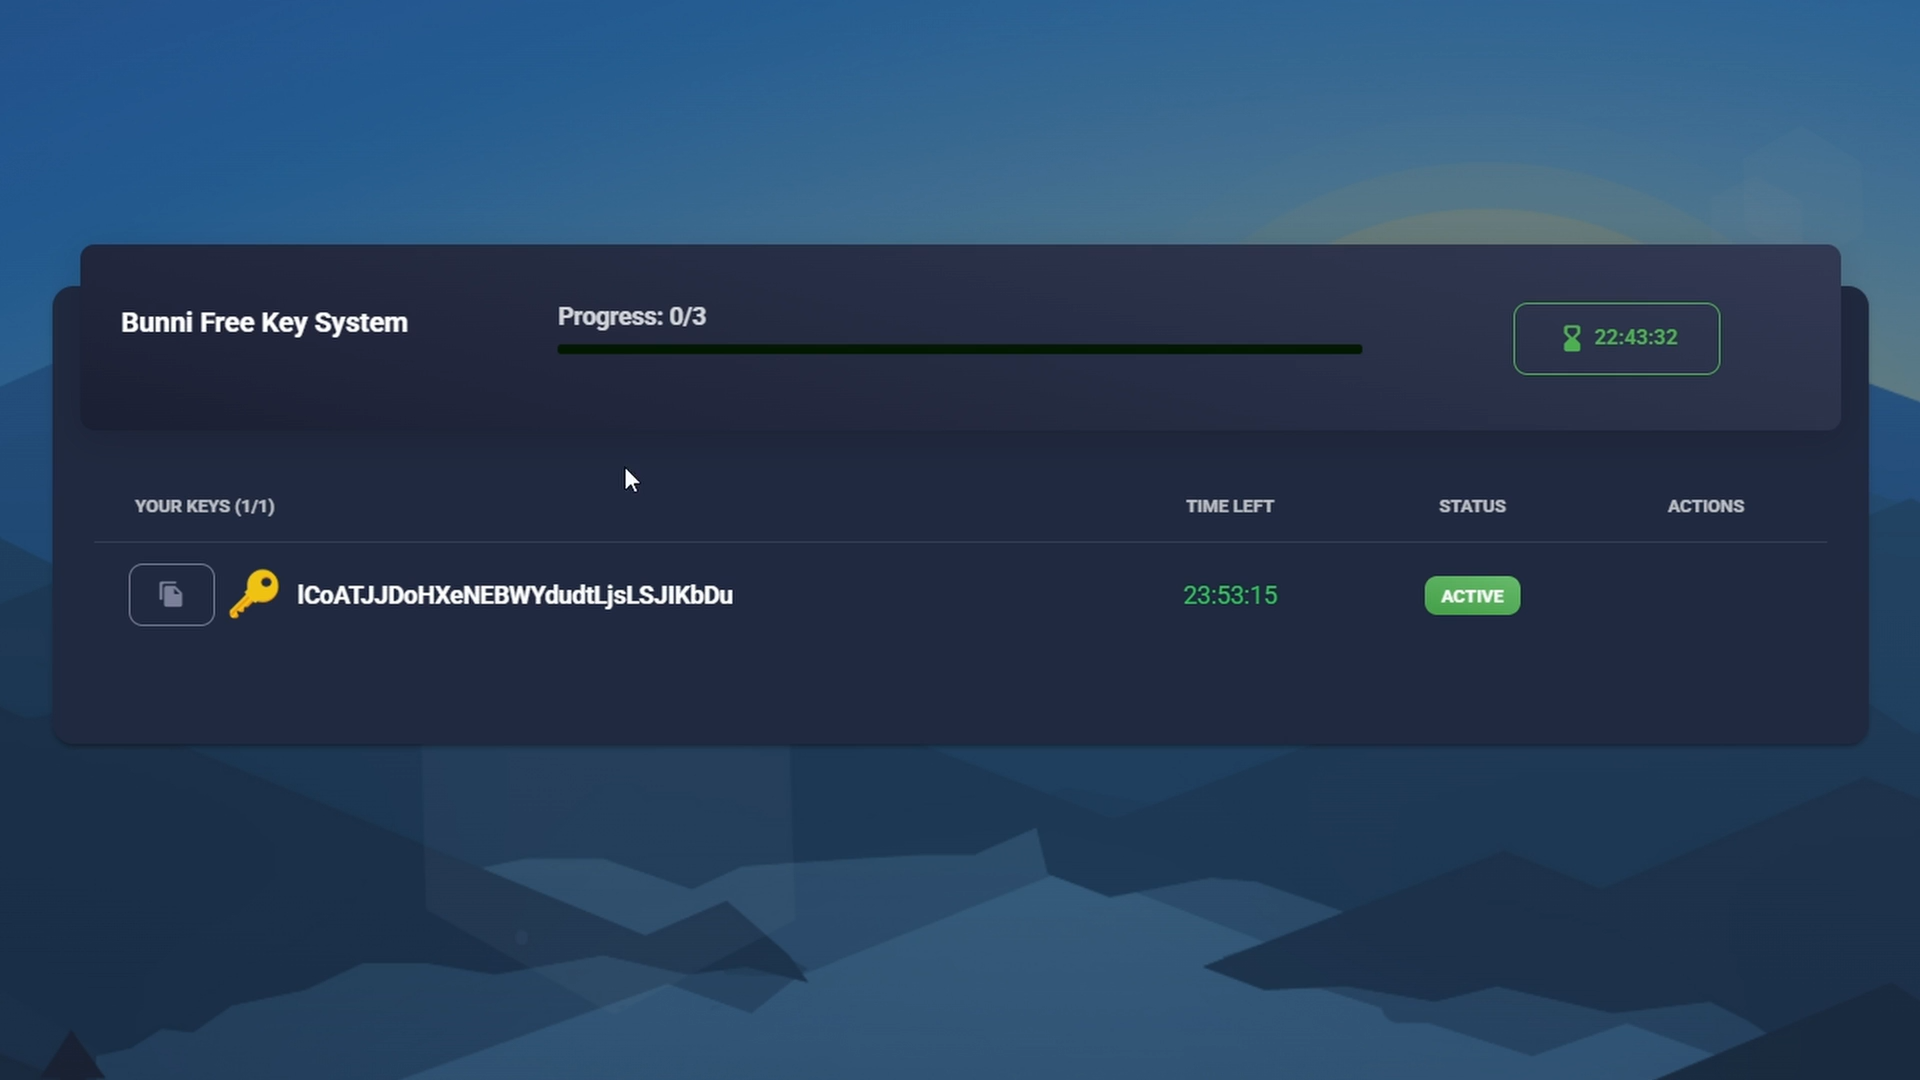 Bunni Free Key System
Progress: 0/3
22:43:32
YOUR KEYS (1/1)
TIME LEFT
STATUS
ACTIONS
lCoATJJDoHXeNEBWYdudtLjsLSJIKbDu
23:53:15
ACTIVE